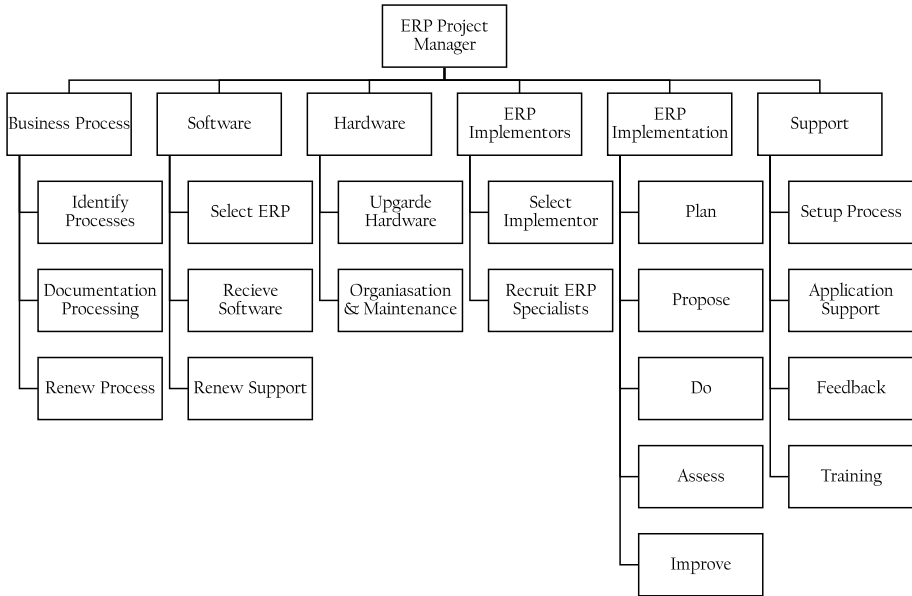 ERP Project
Manager
Business Process
Software
Hardware
ERP
Implementors
ERP
Implementation
Support
Identify
Processes
Select ERP
Upgarde
Hardware
Select
Implementor
Plan
Setup Process
Documentation
Processing
Recieve
Software
Organiasation
& Maintenance
Recruit ERP
Specialists
Propose
Application
Support
Renew Process
Renew Support
Do
Feedback
Assess
Training
Improve